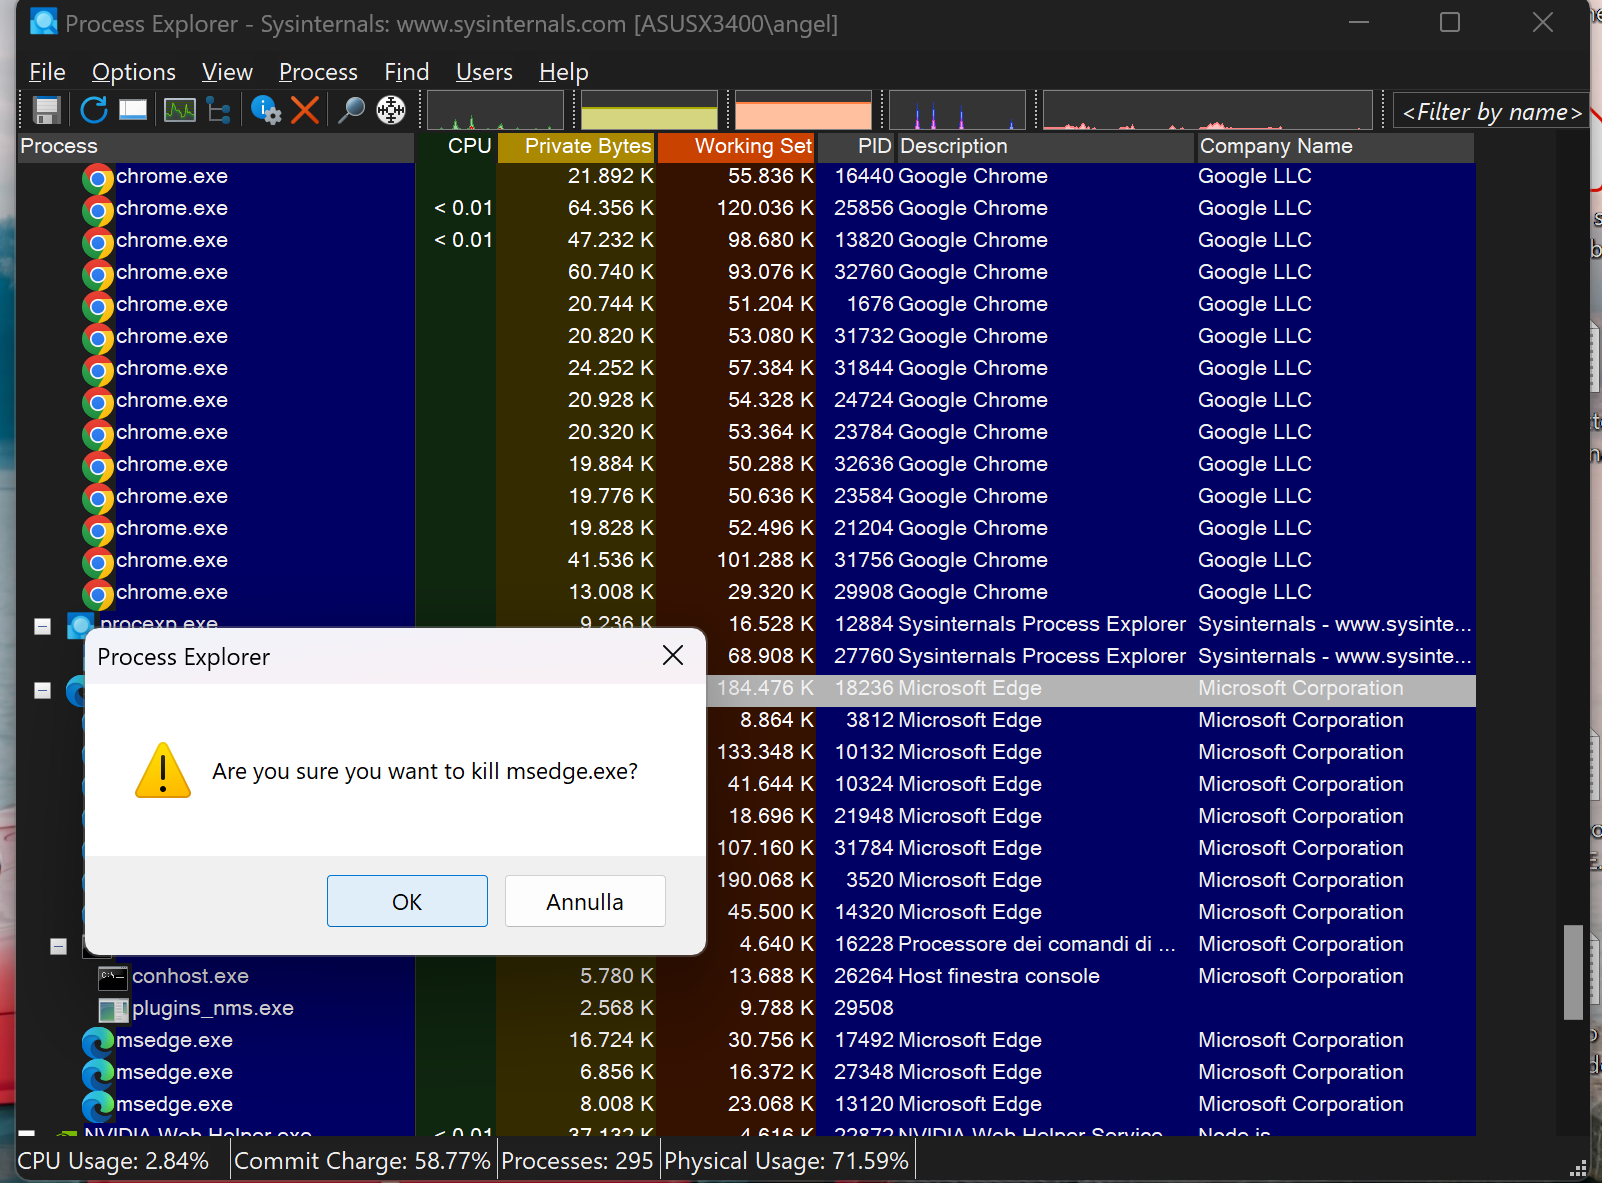 Process Explorer - Sysinternals: www.sysinternals.com [ASUSX3400\angel]
File Options View Process Find Users Help
<Filter by name>
Process CPU Private Bytes Working Set PID Description Company Name
chrome.exe 21.892 K 55.836 K 16440 Google Chrome Google LLC
chrome.exe < 0.01 64.356 K 120.036 K 25856 Google Chrome Google LLC
chrome.exe < 0.01 47.232 K 98.680 K 13820 Google Chrome Google LLC
chrome.exe 60.740 K 93.076 K 32760 Google Chrome Google LLC
chrome.exe 20.744 K 51.204 K 1676 Google Chrome Google LLC
chrome.exe 20.820 K 53.080 K 31732 Google Chrome Google LLC
chrome.exe 24.252 K 57.384 K 31844 Google Chrome Google LLC
chrome.exe 20.928 K 54.328 K 24724 Google Chrome Google LLC
chrome.exe 20.320 K 53.364 K 23784 Google Chrome Google LLC
chrome.exe 19.884 K 50.288 K 32636 Google Chrome Google LLC
chrome.exe 19.776 K 50.636 K 23584 Google Chrome Google LLC
chrome.exe 19.828 K 52.496 K 21204 Google Chrome Google LLC
chrome.exe 41.536 K 101.288 K 31756 Google Chrome Google LLC
chrome.exe 13.008 K 29.320 K 29908 Google Chrome Google LLC
procexp.exe 9.236 K 16.528 K 12884 Sysinternals Process Explorer Sysinternals - www.sysinte...
68.908 K 27760 Sysinternals Process Explorer Sysinternals - www.sysinte...
184.476 K 18236 Microsoft Edge Microsoft Corporation
8.864 K 3812 Microsoft Edge Microsoft Corporation
133.348 K 10132 Microsoft Edge Microsoft Corporation
41.644 K 10324 Microsoft Edge Microsoft Corporation
18.696 K 21948 Microsoft Edge Microsoft Corporation
107.160 K 31784 Microsoft Edge Microsoft Corporation
190.068 K 3520 Microsoft Edge Microsoft Corporation
45.500 K 14320 Microsoft Edge Microsoft Corporation
4.640 K 16228 Processore dei comandi di ... Microsoft Corporation
Process Explorer
Are you sure you want to kill msedge.exe?
OK Annulla
conhost.exe 5.780 K 13.688 K 26264 Host finestra console Microsoft Corporation
plugins_nms.exe 2.568 K 9.788 K 29508
msedge.exe 16.724 K 30.756 K 17492 Microsoft Edge Microsoft Corporation
msedge.exe 6.856 K 16.372 K 27348 Microsoft Edge Microsoft Corporation
msedge.exe 8.008 K 23.068 K 13120 Microsoft Edge Microsoft Corporation
NVIDIA Web Helper.exe < 0.01 37.132 K 4.616 K 22872 NVIDIA Web Helper Service Node.js
CPU Usage: 2.84% Commit Charge: 58.77% Processes: 295 Physical Usage: 71.59%